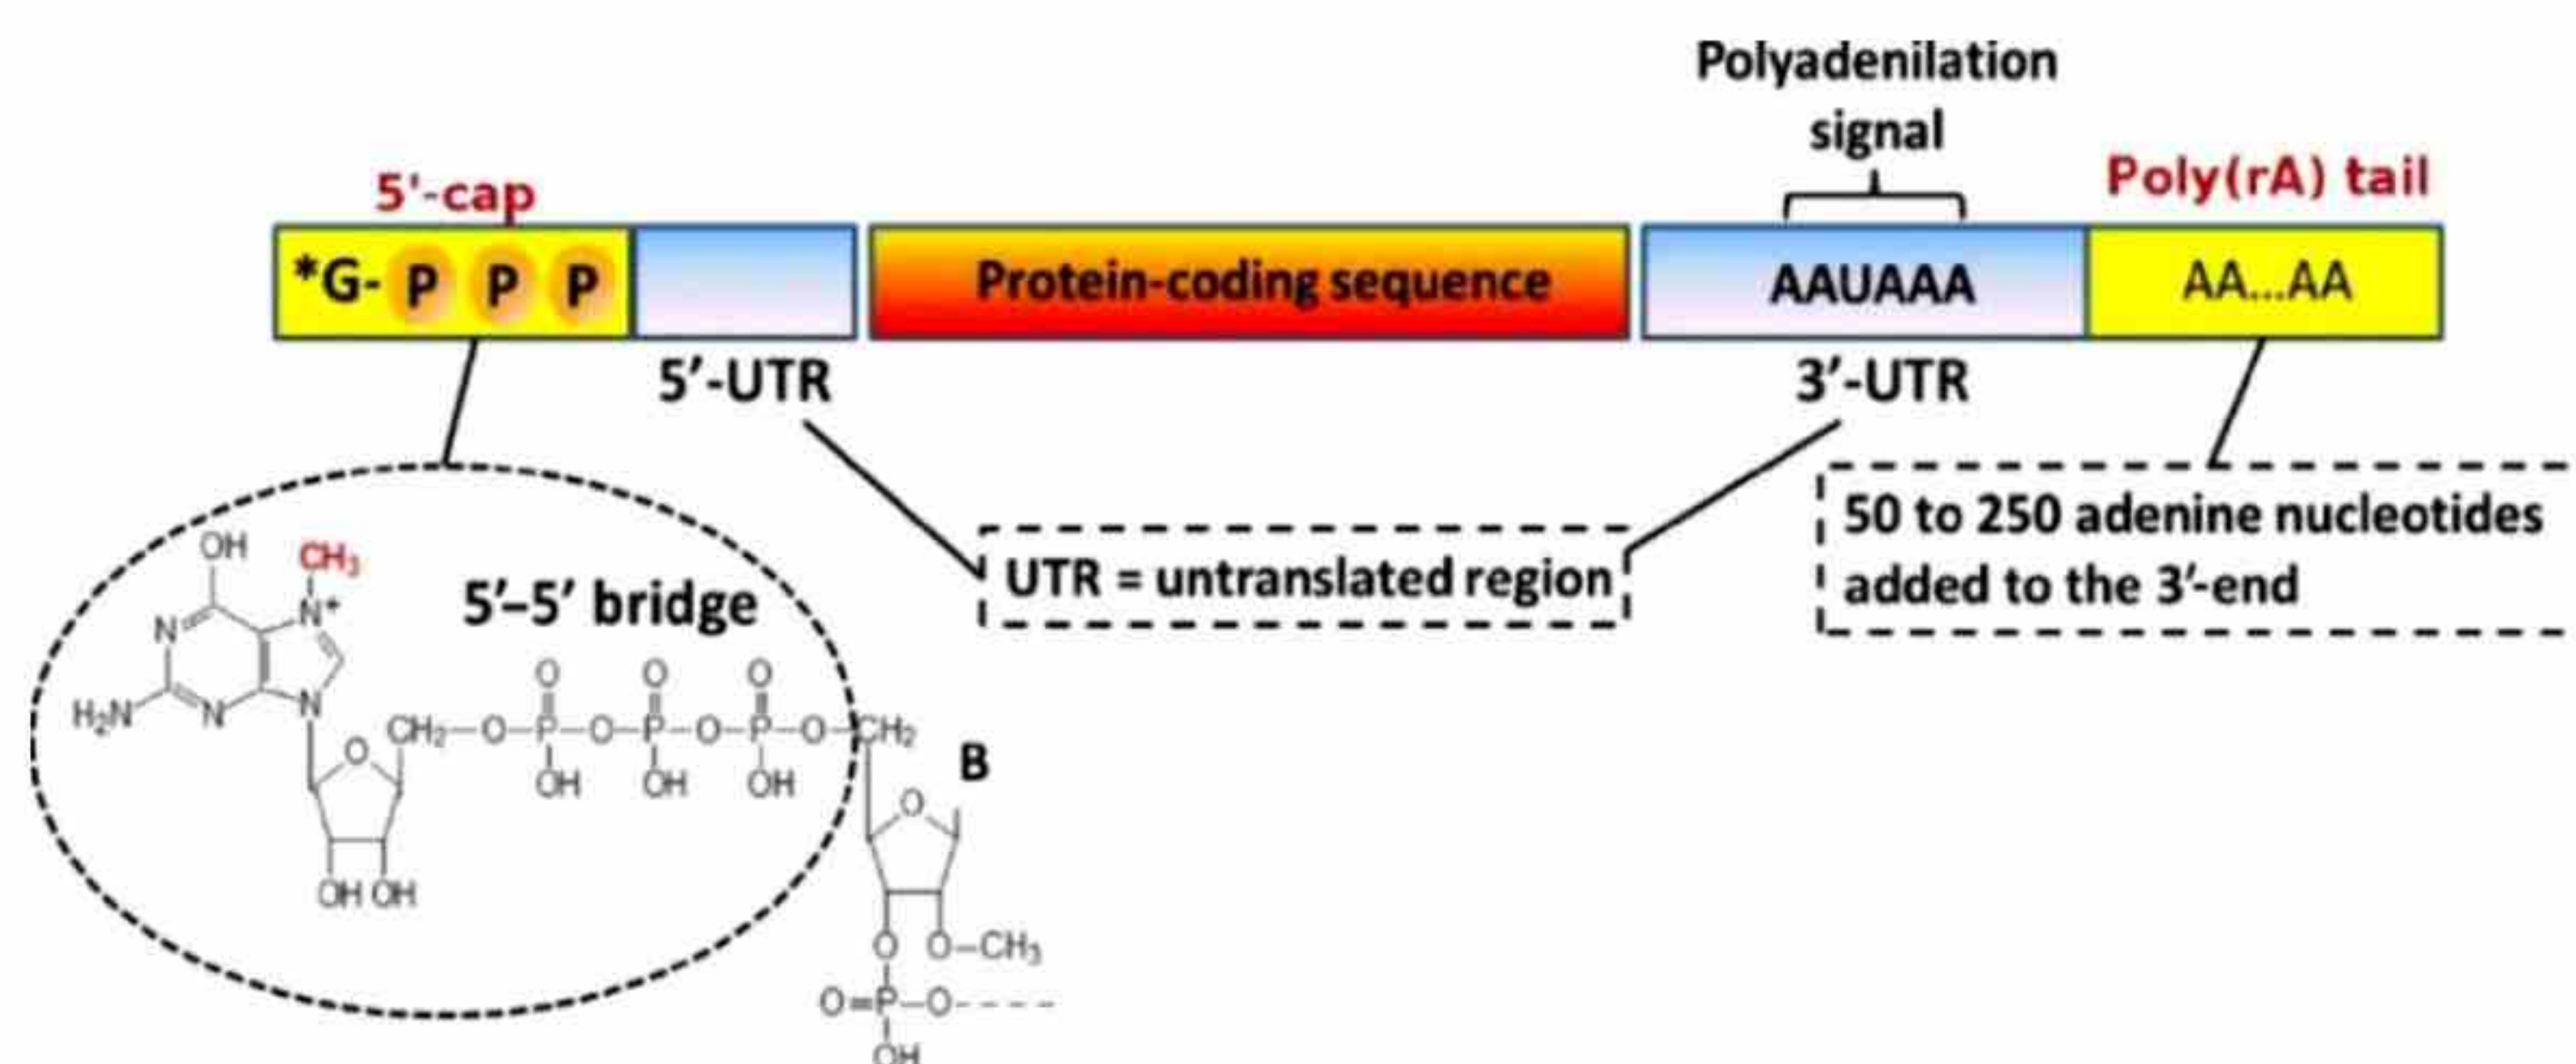 Polyadenilation
signal
5'-cap
Poly(rA) tail
*G- P P P
Protein-coding sequence
AAUAAA
AA...AA
5′-UTR
3′-UTR
UTR = untranslated region
50 to 250 adenine nucleotides
added to the 3′-end
5′–5′ bridge
OH
CH₃
N
N⁺
H₂N
N
N
O
CH₂—O—P—O—P—O—P—O—CH₂
O
O
O
OH
OH
OH
B
O
OH OH
O
O–CH₃
O=P–O
OH